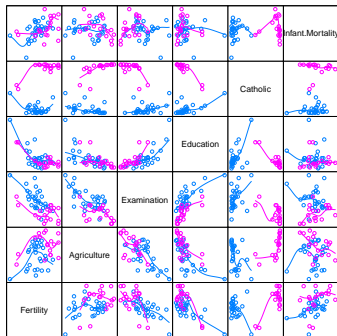 Infant.Mortality
Catholic
Education
Examination
Agriculture
Fertility